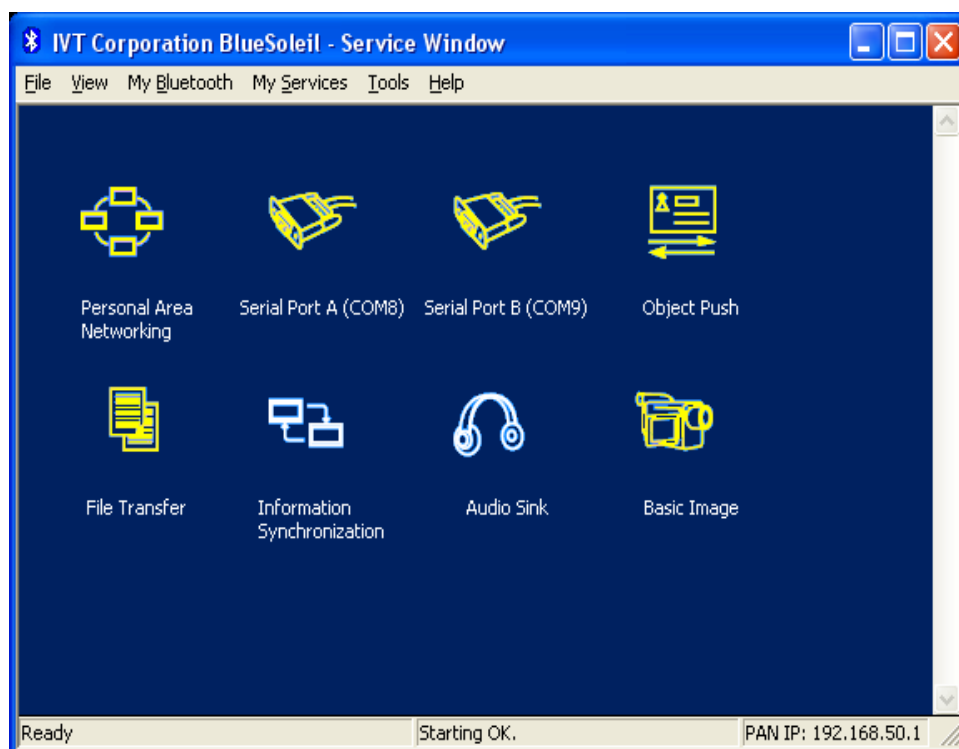 IVT Corporation BlueSoleil - Service Window
File View My Bluetooth My Services Tools Help
Personal Area
Networking
Serial Port A (COM8)
Serial Port B (COM9)
Object Push
File Transfer
Information
Synchronization
Audio Sink
Basic Image
Ready
Starting OK.
PAN IP: 192.168.50.1